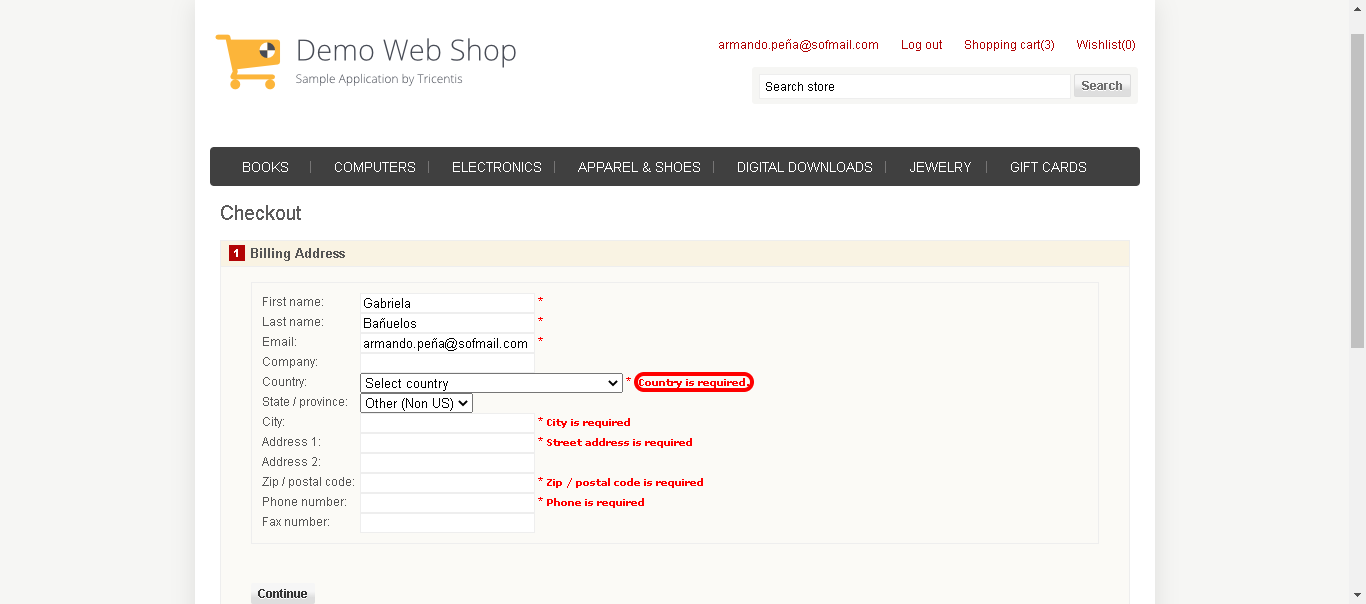 Demo Web Shop
Sample Application by Tricentis
armando.peña@sofmail.com Log out Shopping cart(3) Wishlist(0)
Search store Search
BOOKS COMPUTERS ELECTRONICS APPAREL & SHOES DIGITAL DOWNLOADS JEWELRY GIFT CARDS
Checkout
1 Billing Address
First name: Gabriela *
Last name: Bañuelos *
Email: armando.peña@sofmail.com *
Company:
Country: Select country * Country is required.
State / province: Other (Non US)
City: * City is required
Address 1: * Street address is required
Address 2:
Zip / postal code: * Zip / postal code is required
Phone number: * Phone is required
Fax number:
Continue